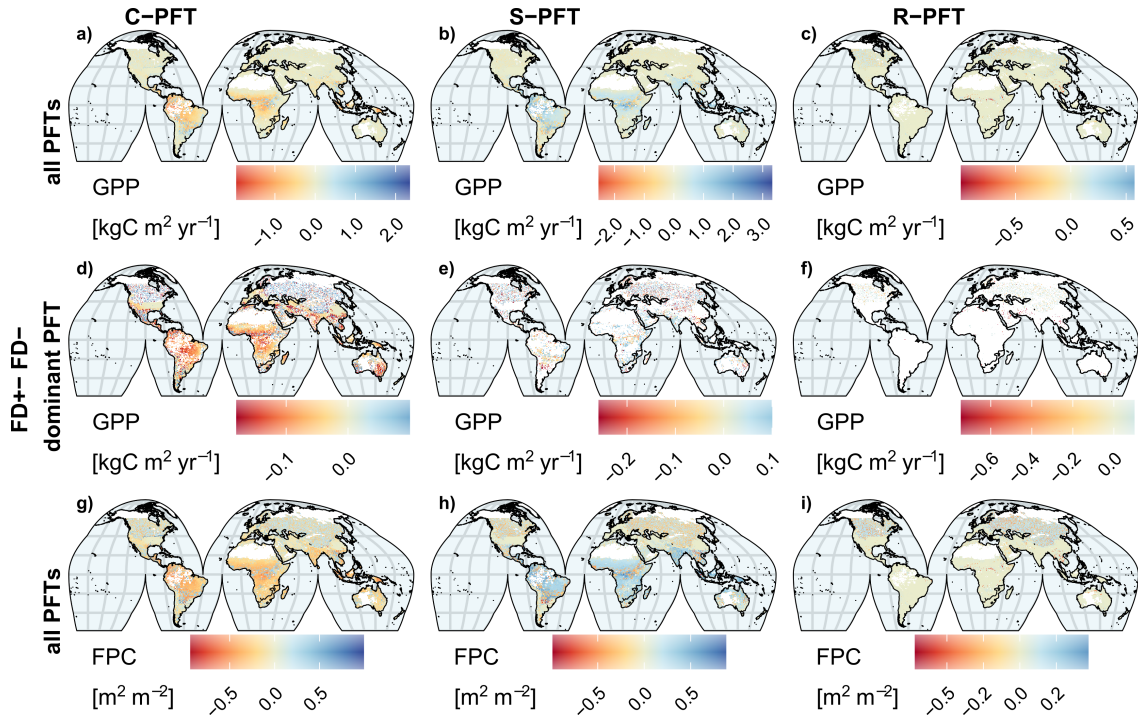 C−PFT S−PFT R−PFT
a) b) c)
all PFTs
GPP GPP GPP
[kgC m² yr⁻¹] [kgC m² yr⁻¹] [kgC m² yr⁻¹]
−1.0 0.0 1.0 2.0 −2.0 −1.0 0.0 1.0 2.0 3.0 −0.5 0.0 0.5
d) e) f)
FD+− FD−
dominant PFT
GPP GPP GPP
[kgC m² yr⁻¹] [kgC m² yr⁻¹] [kgC m² yr⁻¹]
−0.1 0.0 −0.2 −0.1 0.0 0.1 −0.6 −0.4 −0.2 0.0
g) h) i)
all PFTs
FPC FPC FPC
[m² m⁻²] [m² m⁻²] [m² m⁻²]
−0.5 0.0 0.5 −0.5 0.0 0.5 −0.5 −0.2 0.0 0.2